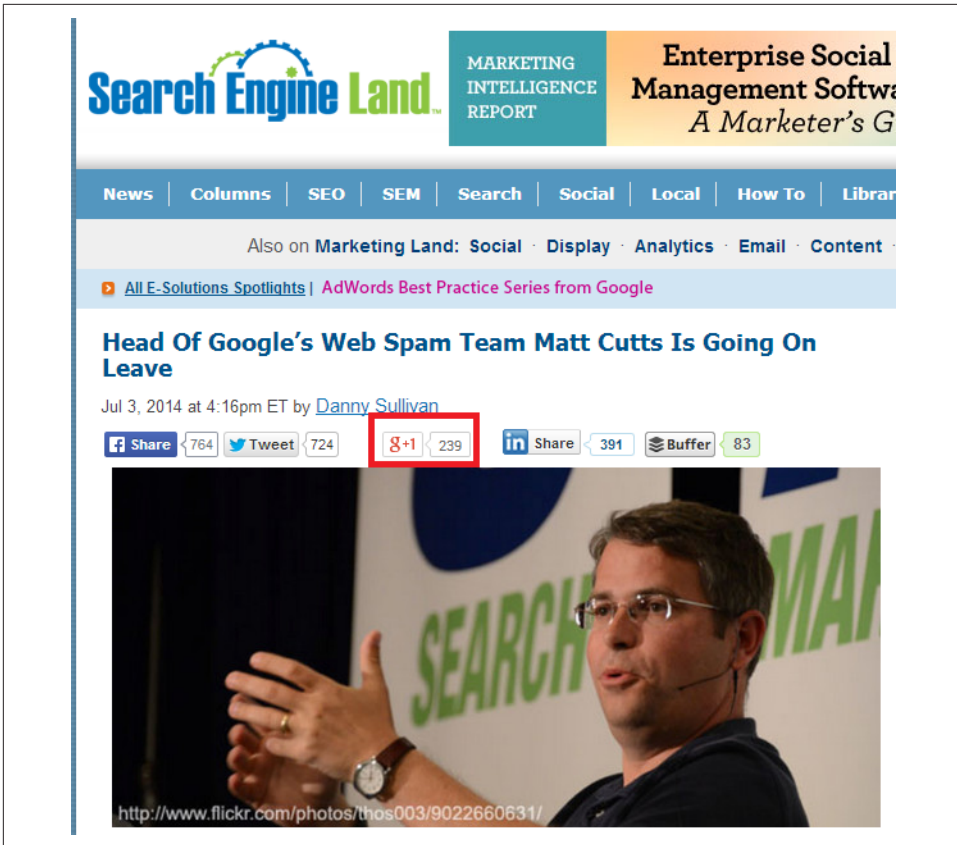 Search Engine Land™
MARKETING
INTELLIGENCE
REPORT
Enterprise Social
Management Softwa
A Marketer's G
News Columns SEO SEM Search Social Local How To Librar
Also on Marketing Land: Social · Display · Analytics · Email · Content ·
All E-Solutions Spotlights | AdWords Best Practice Series from Google
Head Of Google's Web Spam Team Matt Cutts Is Going On
Leave
Jul 3, 2014 at 4:16pm ET by Danny Sullivan
f Share 764 Tweet 724 g+1 239 in Share 391 Buffer 83
SEARCH MAR
http://www.flickr.com/photos/thos003/9022660631/